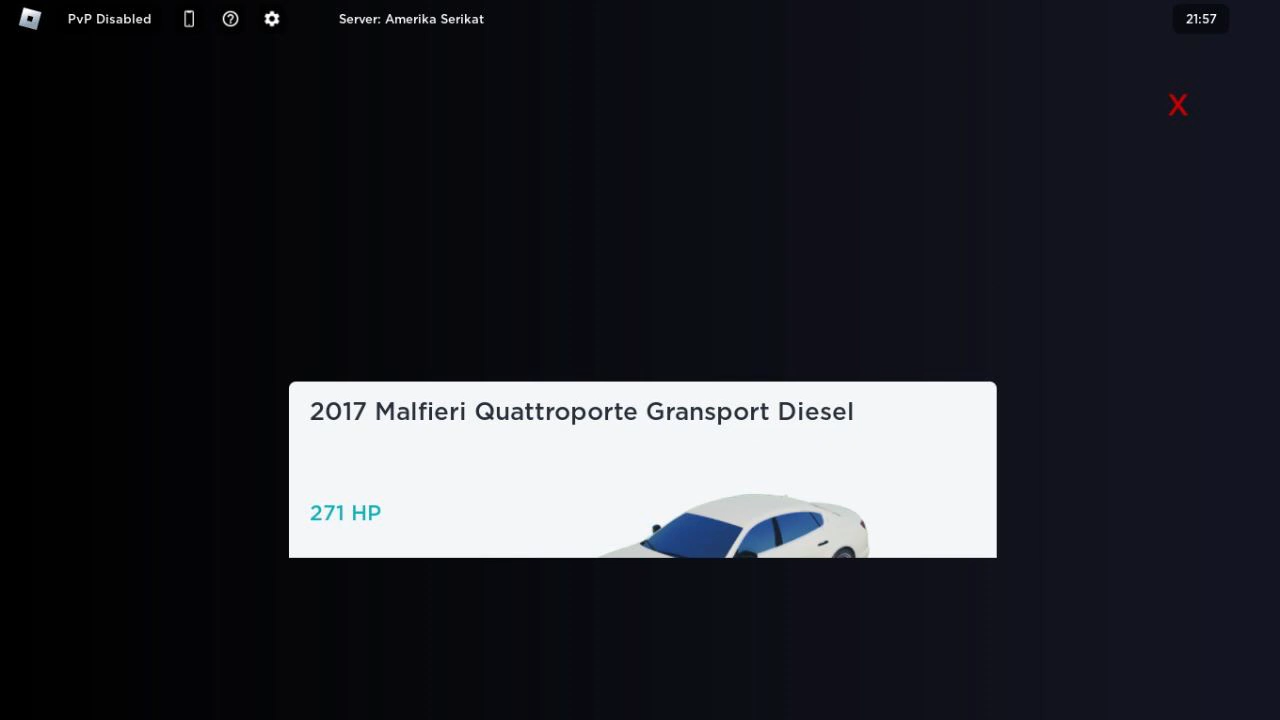 PvP Disabled
Server: Amerika Serikat
21:57
X
2017 Malfieri Quattroporte Gransport Diesel
271 HP